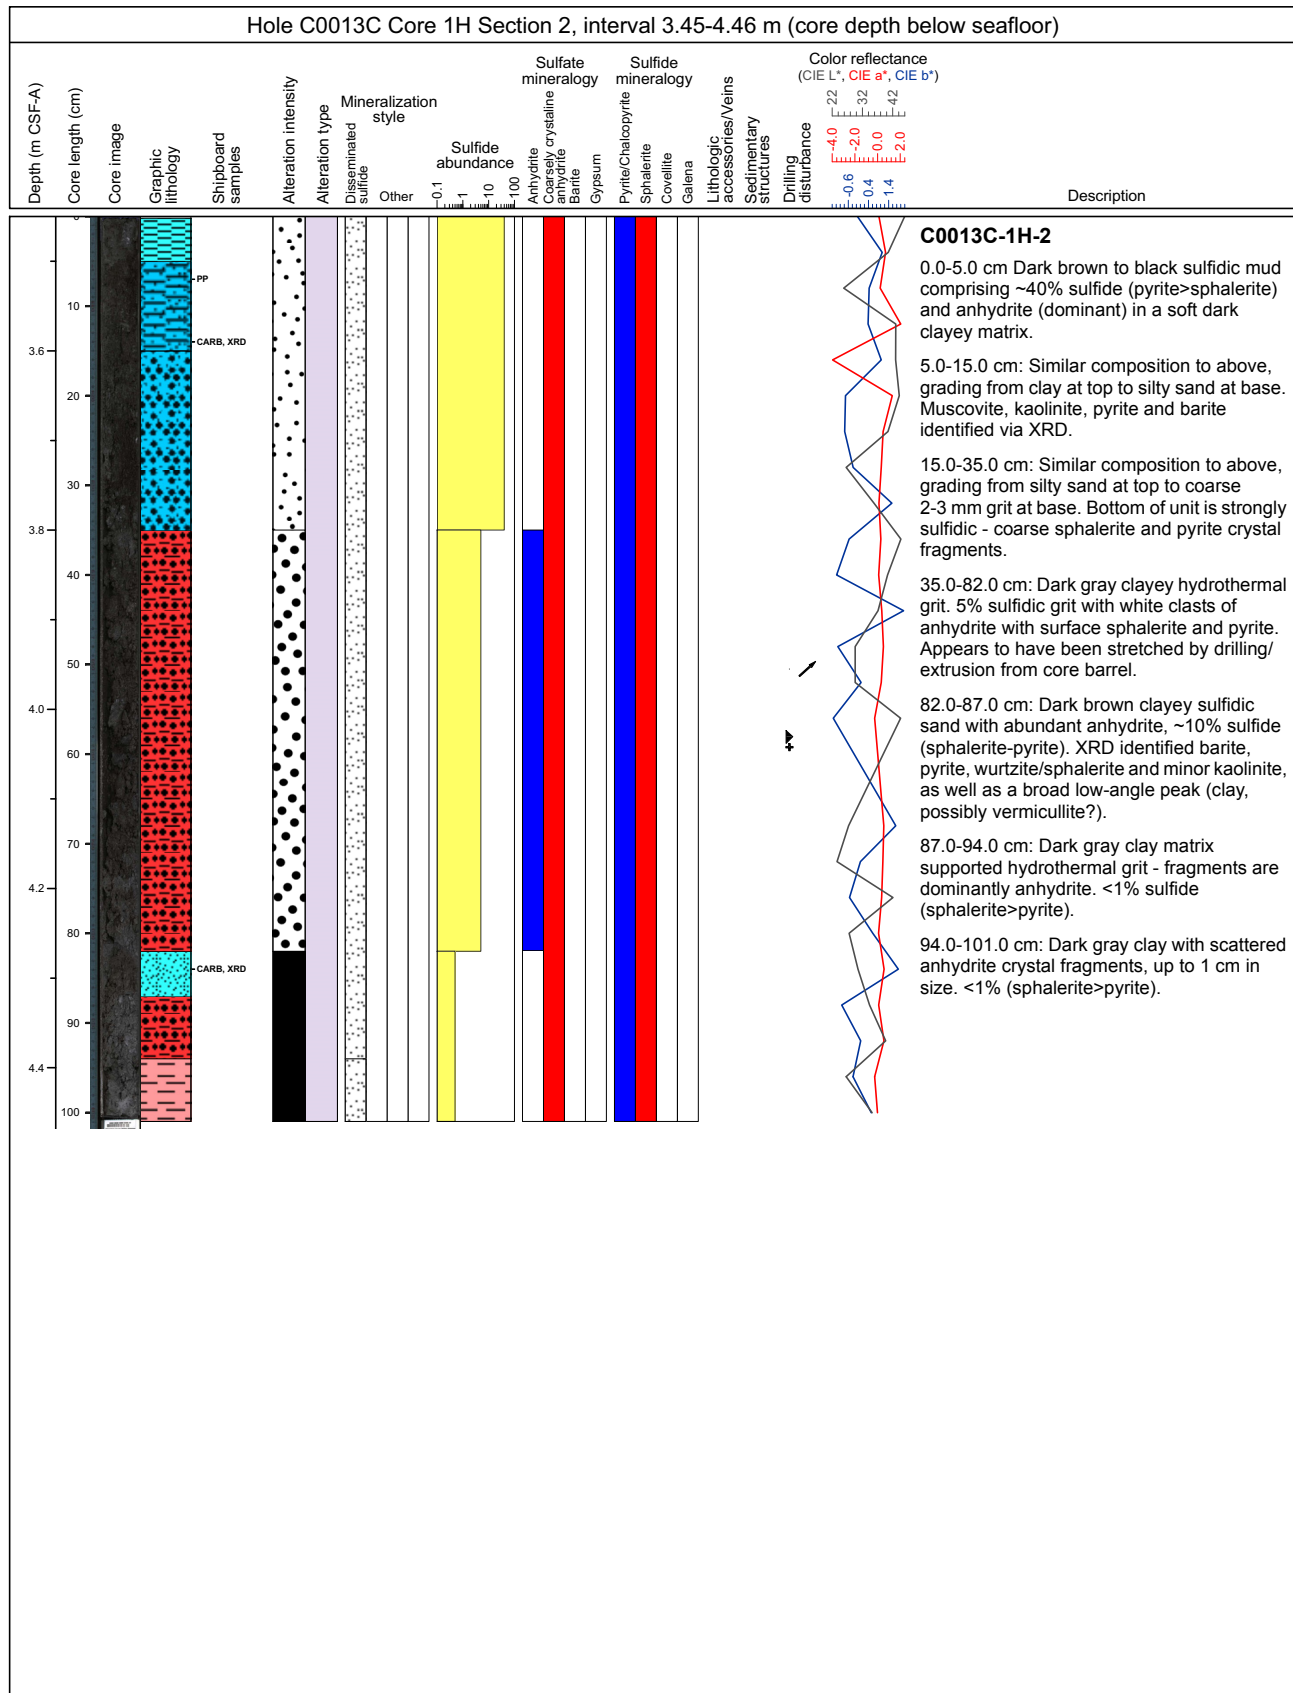 Hole C0013C Core 1H Section 2, interval 3.45-4.46 m (core depth below seafloor)
Depth (m CSF-A)
Core length (cm)
Core image
Graphic
lithology
Shipboard
samples
Alteration intensity
Alteration type
Mineralization
style
Disseminated
sulfide
Other
Sulfide
abundance
0.1
1
10
100
Sulfate
mineralogy
Anhydrite
Coarsely crystaline
anhydrite
Barite
Gypsum
Sulfide
mineralogy
Pyrite/Chalcopyrite
Sphalerite
Covellite
Galena
Lithologic
accessories/Veins
Sedimentary
structures
Drilling
disturbance
Color reflectance
(CIE L*, CIE a*, CIE b*)
22 32 42
-4.0 -2.0 0.0 2.0
-0.6 0.4 1.4
Description
3.6
3.8
4.0
4.2
4.4
0
10
20
30
40
50
60
70
80
90
100
PP
CARB, XRD
CARB, XRD
C0013C-1H-2
0.0-5.0 cm Dark brown to black sulfidic mud
comprising ~40% sulfide (pyrite>sphalerite)
and anhydrite (dominant) in a soft dark
clayey matrix.
5.0-15.0 cm: Similar composition to above,
grading from clay at top to silty sand at base.
Muscovite, kaolinite, pyrite and barite
identified via XRD.
15.0-35.0 cm: Similar composition to above,
grading from silty sand at top to coarse
2-3 mm grit at base. Bottom of unit is strongly
sulfidic - coarse sphalerite and pyrite crystal
fragments.
35.0-82.0 cm: Dark gray clayey hydrothermal
grit. 5% sulfidic grit with white clasts of
anhydrite with surface sphalerite and pyrite.
Appears to have been stretched by drilling/
extrusion from core barrel.
82.0-87.0 cm: Dark brown clayey sulfidic
sand with abundant anhydrite, ~10% sulfide
(sphalerite-pyrite). XRD identified barite,
pyrite, wurtzite/sphalerite and minor kaolinite,
as well as a broad low-angle peak (clay,
possibly vermicullite?).
87.0-94.0 cm: Dark gray clay matrix
supported hydrothermal grit - fragments are
dominantly anhydrite. <1% sulfide
(sphalerite>pyrite).
94.0-101.0 cm: Dark gray clay with scattered
anhydrite crystal fragments, up to 1 cm in
size. <1% (sphalerite>pyrite).